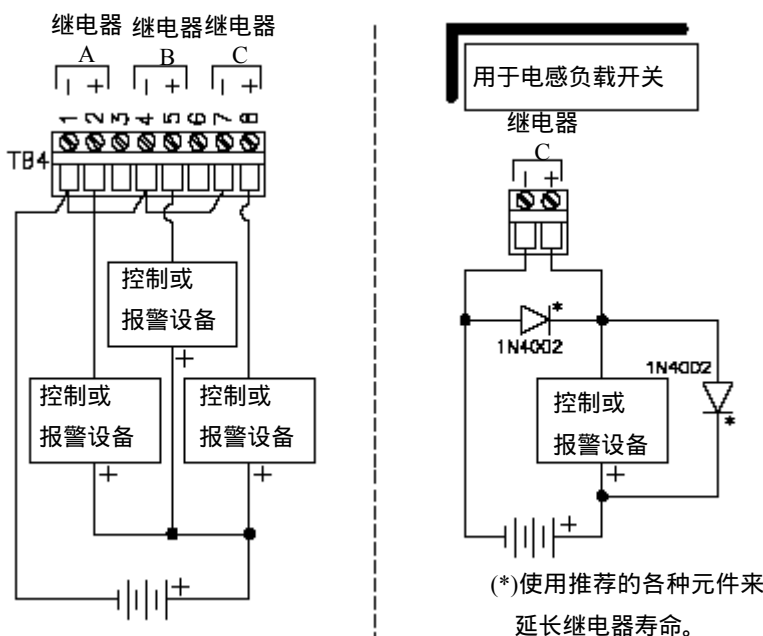 继电器 继电器 继电器
A B C
- + - + - +
1 2 3 4 5 6 7 8
TB4
控制或
报警设备
+
控制或
报警设备
+
控制或
报警设备
+
+
用于电感负载开关
继电器
C
- +
*
1N4002
1N4002
*
控制或
报警设备
+
+
(*)使用推荐的各种元件来
延长继电器寿命。